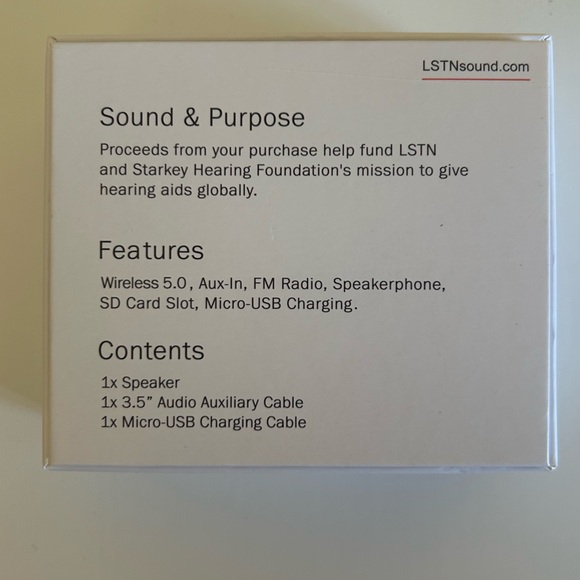 LSTNsound.com
Sound & Purpose
Proceeds from your purchase help fund LSTN
and Starkey Hearing Foundation's mission to give
hearing aids globally.
Features
Wireless 5.0, Aux-In, FM Radio, Speakerphone,
SD Card Slot, Micro-USB Charging.
Contents
1x Speaker
1x 3.5” Audio Auxiliary Cable
1x Micro-USB Charging Cable